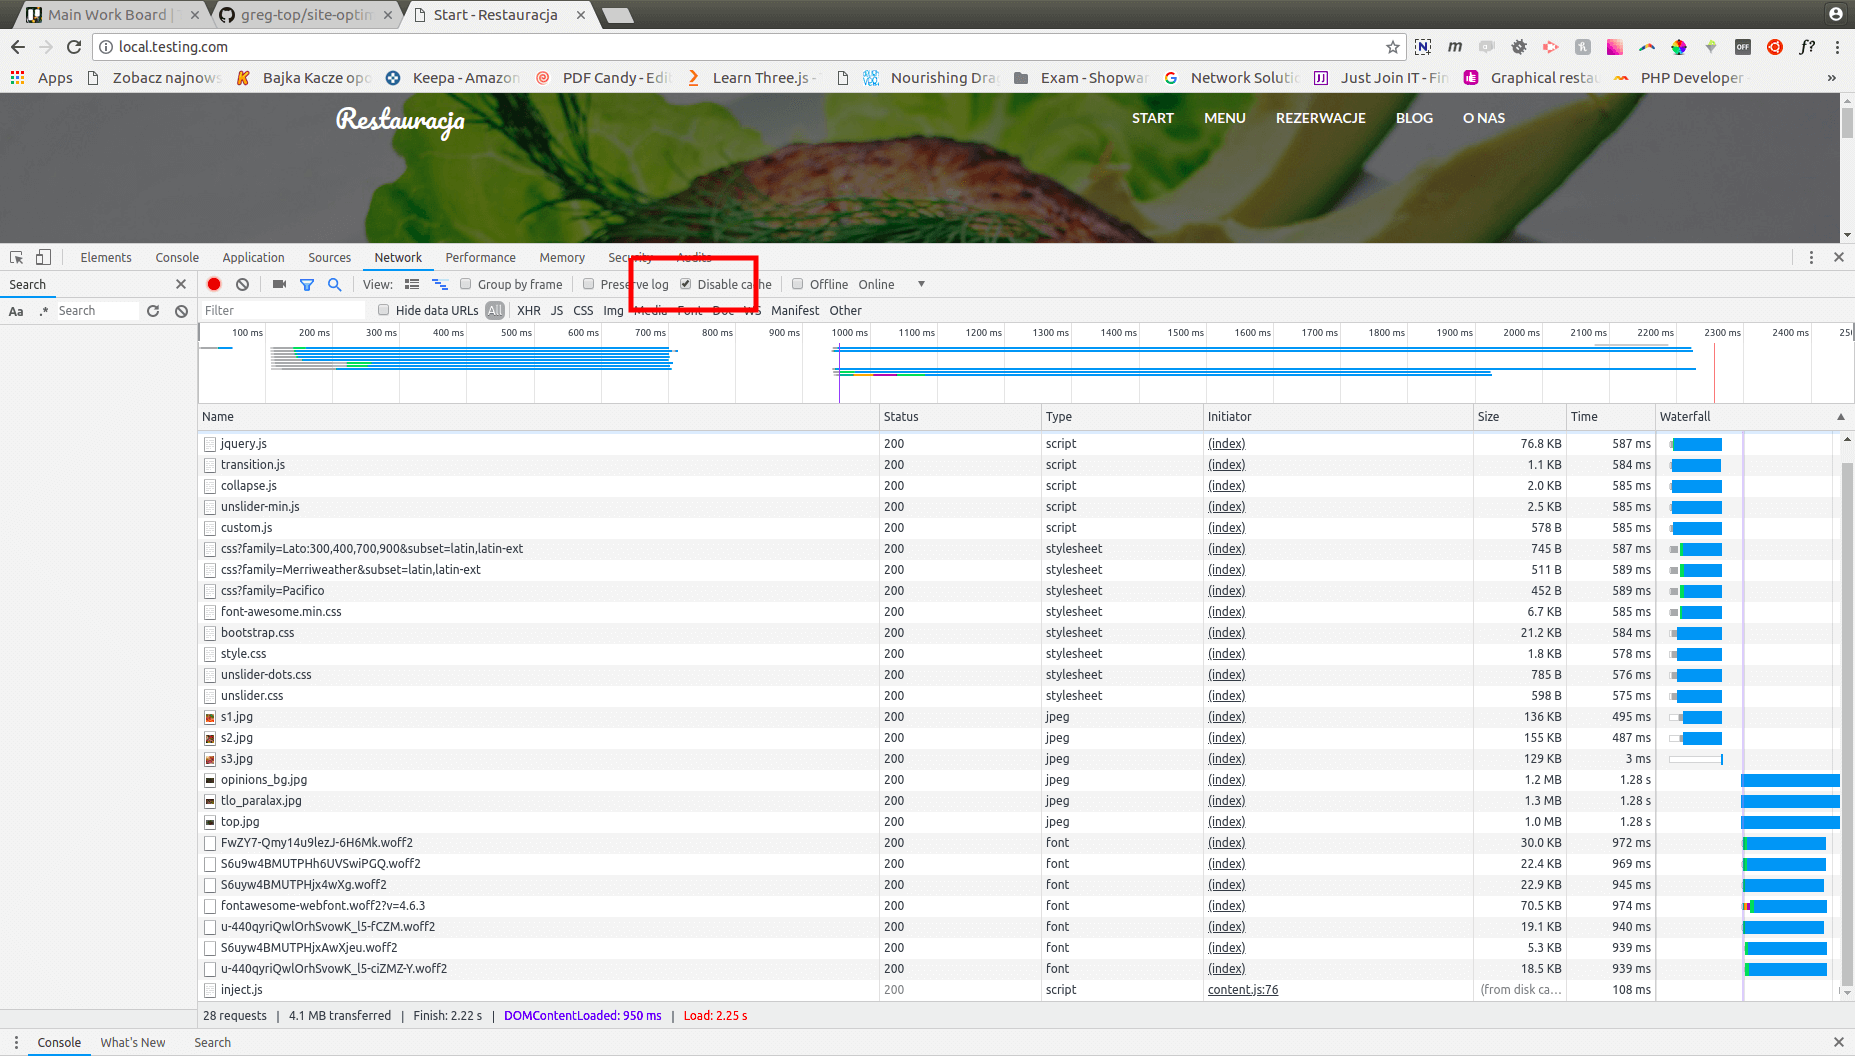 Main Work Board | greg-top/site-optim Start - Restauracja
local.testing.com
Apps Zobacz najnows Bajka Kacze opo Keepa - Amazon PDF Candy - Edi Learn Three.js - Nourishing Dra Exam - Shopwar Network Soluti Just Join IT - Fin Graphical resta PHP Developer »
Restauracja START MENU REZERWACJE BLOG O NAS
Elements Console Application Sources Network Performance Memory Security Audits
Search View: Group by frame Preserve log Disable cache Offline Online
Aa .* Search Filter Hide data URLs All XHR JS CSS Img Media Font Doc WS Manifest Other
100 ms 200 ms 300 ms 400 ms 500 ms 600 ms 700 ms 800 ms 900 ms 1000 ms 1100 ms 1200 ms 1300 ms 1400 ms 1500 ms 1600 ms 1700 ms 1800 ms 1900 ms 2000 ms 2100 ms 2200 ms 2300 ms 2400 ms 250
Name Status Type Initiator Size Time Waterfall
jquery.js 200 script (index) 76.8 KB 587 ms
transition.js 200 script (index) 1.1 KB 584 ms
collapse.js 200 script (index) 2.0 KB 585 ms
unslider-min.js 200 script (index) 2.5 KB 585 ms
custom.js 200 script (index) 578 B 585 ms
css?family=Lato:300,400,700,900&subset=latin,latin-ext 200 stylesheet (index) 745 B 587 ms
css?family=Merriweather&subset=latin,latin-ext 200 stylesheet (index) 511 B 589 ms
css?family=Pacifico 200 stylesheet (index) 452 B 589 ms
font-awesome.min.css 200 stylesheet (index) 6.7 KB 585 ms
bootstrap.css 200 stylesheet (index) 21.2 KB 584 ms
style.css 200 stylesheet (index) 1.8 KB 578 ms
unslider-dots.css 200 stylesheet (index) 785 B 576 ms
unslider.css 200 stylesheet (index) 598 B 575 ms
s1.jpg 200 jpeg (index) 136 KB 495 ms
s2.jpg 200 jpeg (index) 155 KB 487 ms
s3.jpg 200 jpeg (index) 129 KB 3 ms
opinions_bg.jpg 200 jpeg (index) 1.2 MB 1.28 s
tlo_paralax.jpg 200 jpeg (index) 1.3 MB 1.28 s
top.jpg 200 jpeg (index) 1.0 MB 1.28 s
FwZY7-Qmy14u9lezJ-6H6Mk.woff2 200 font (index) 30.0 KB 972 ms
S6u9w4BMUTPHh6UVSwiPGQ.woff2 200 font (index) 22.4 KB 969 ms
S6uyw4BMUTPHjx4wXg.woff2 200 font (index) 22.9 KB 945 ms
fontawesome-webfont.woff2?v=4.6.3 200 font (index) 70.5 KB 974 ms
u-440qyriQwlOrhSvowK_l5-fCZM.woff2 200 font (index) 19.1 KB 940 ms
S6uyw4BMUTPHjxAwXjeu.woff2 200 font (index) 5.3 KB 939 ms
u-440qyriQwlOrhSvowK_l5-ciZMZ-Y.woff2 200 font (index) 18.5 KB 939 ms
inject.js 200 script content.js:76 (from disk ca... 108 ms
28 requests | 4.1 MB transferred | Finish: 2.22 s | DOMContentLoaded: 950 ms | Load: 2.25 s
Console What's New Search